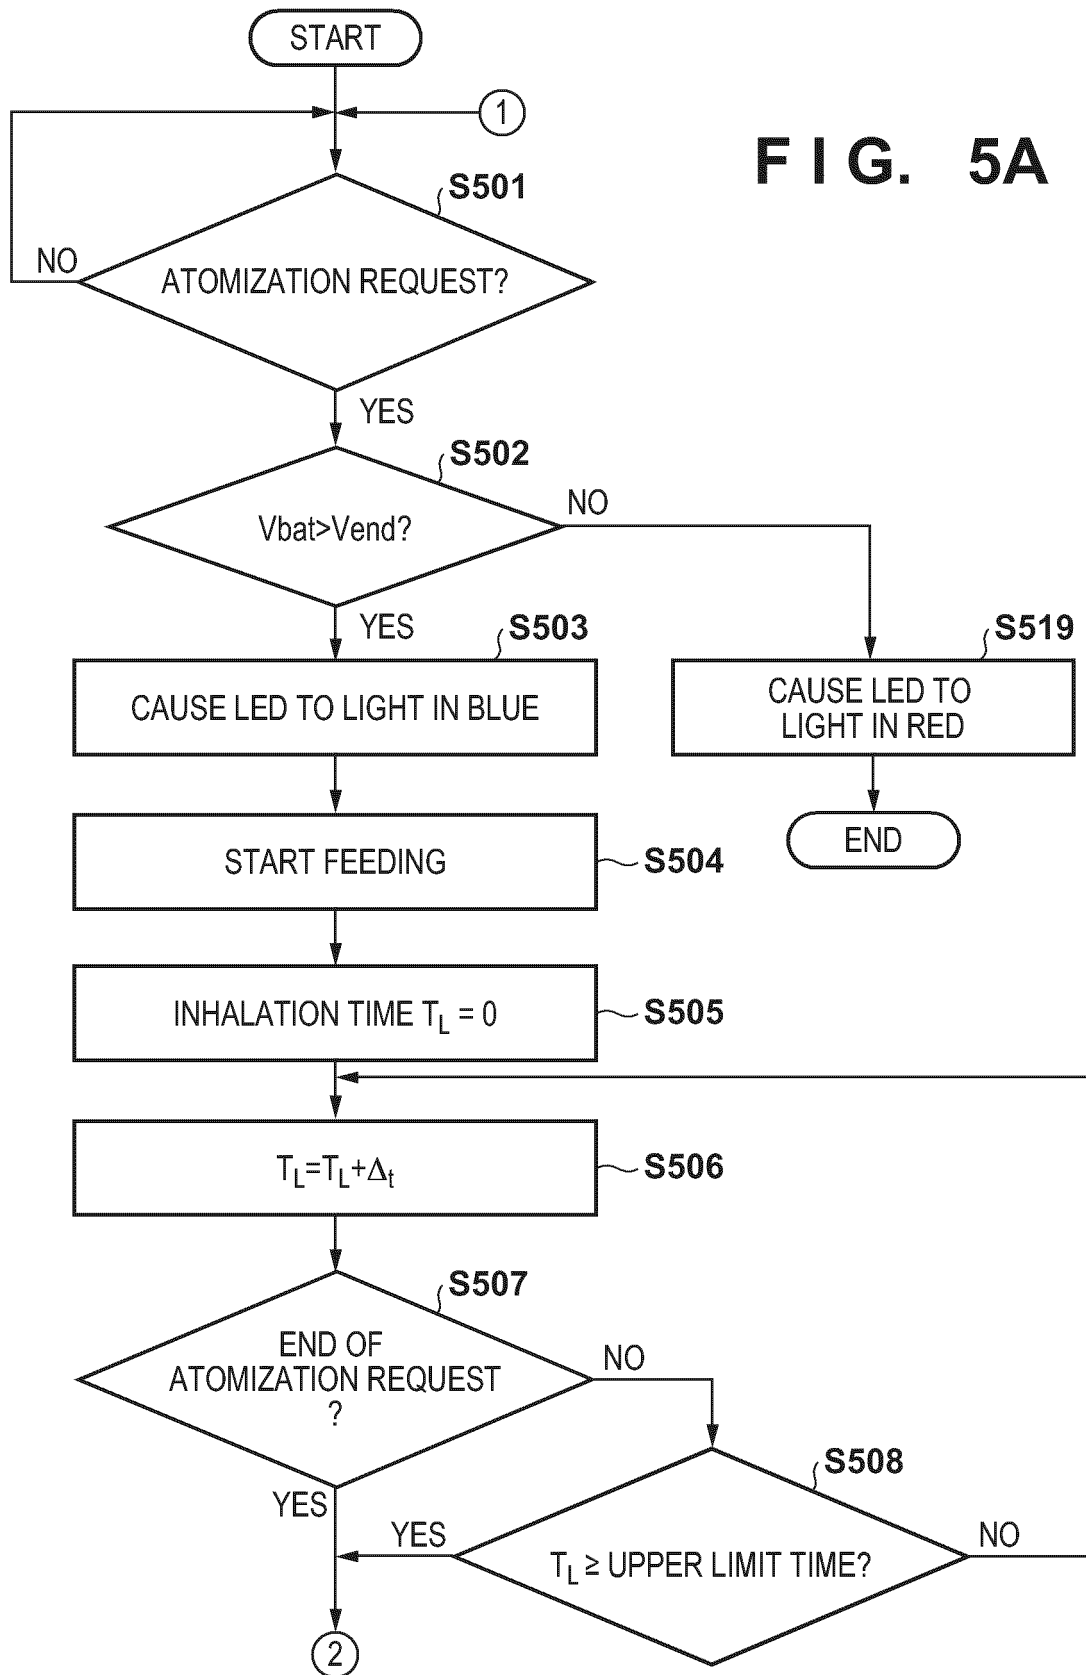 START
1
FIG. 5A
S501
NO
ATOMIZATION REQUEST?
YES
S502
NO
Vbat>Vend?
YES
S503
S519
CAUSE LED TO LIGHT IN BLUE
CAUSE LED TO
LIGHT IN RED
START FEEDING
S504
END
INHALATION TIME TL = 0
S505
TL=TL+Δt
S506
S507
END OF
ATOMIZATION REQUEST
?
NO
S508
YES
YES
NO
TL ≥ UPPER LIMIT TIME?
2